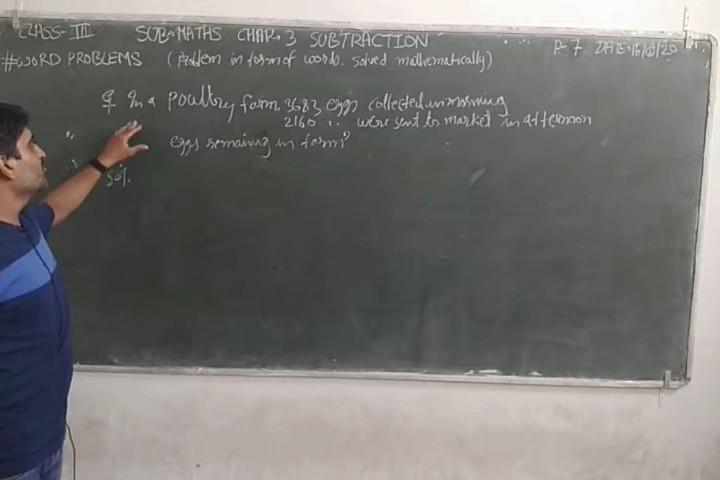 CLASS-III SUB-MATHS CHAP. 3 SUBTRACTION P-7 DATE-16/10/20
#WORD PROBLEMS (Problem in form of words. solved mathematically)
Q In a Poultry farm 3683 eggs collected in morning
2160 " were sent to market in afternoon
eggs remaining in farm?
Sol.